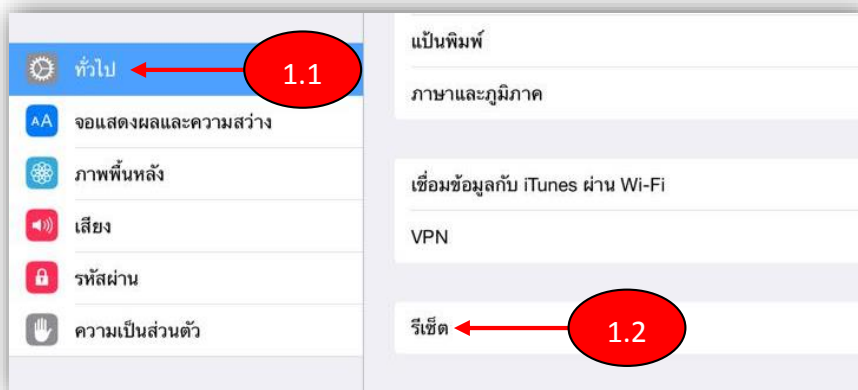 ทั่วไป
1.1
จอแสดงผลและความสว่าง
ภาพพื้นหลัง
เสียง
รหัสผ่าน
ความเป็นส่วนตัว
แป้นพิมพ์
ภาษาและภูมิภาค
เชื่อมข้อมูลกับ iTunes ผ่าน Wi-Fi
VPN
รีเซ็ต
1.2